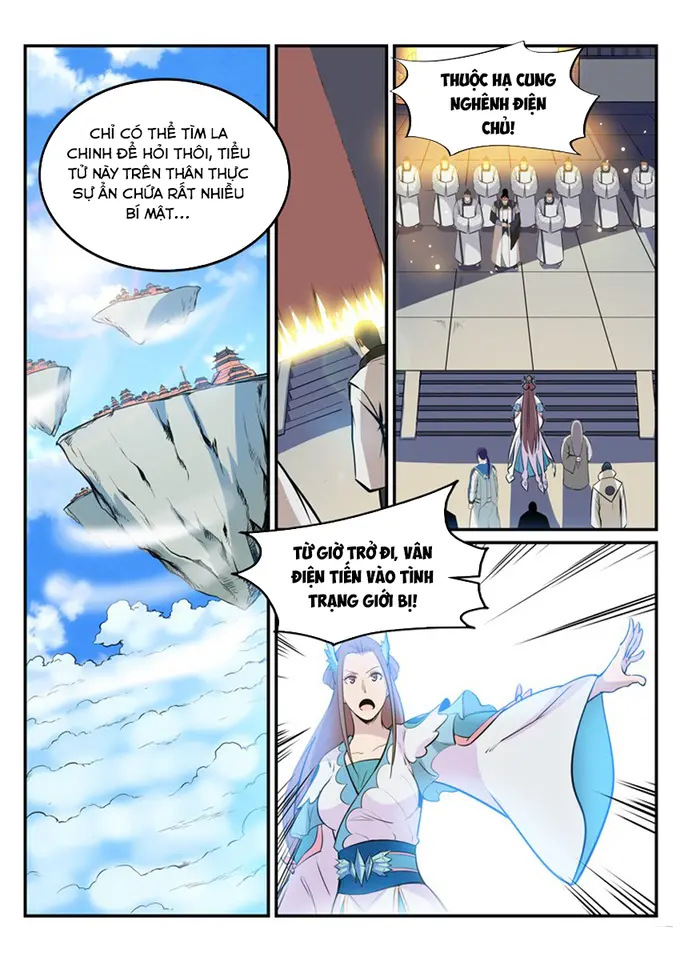 CHỈ CÓ THỂ TÌM LA
CHINH ĐỂ HỎI THÔI, TIỂU
TỬ NÀY TRÊN THÂN THỰC
SỰ ẨN CHỨA RẤT NHIỀU
BÍ MẬT...
THUỘC HẠ CUNG
NGHÊNH ĐIỆN
CHỦ!
TỪ GIỜ TRỞ ĐI, VÂN
ĐIỆN TIẾN VÀO TÌNH
TRẠNG GIỚI BỊ!